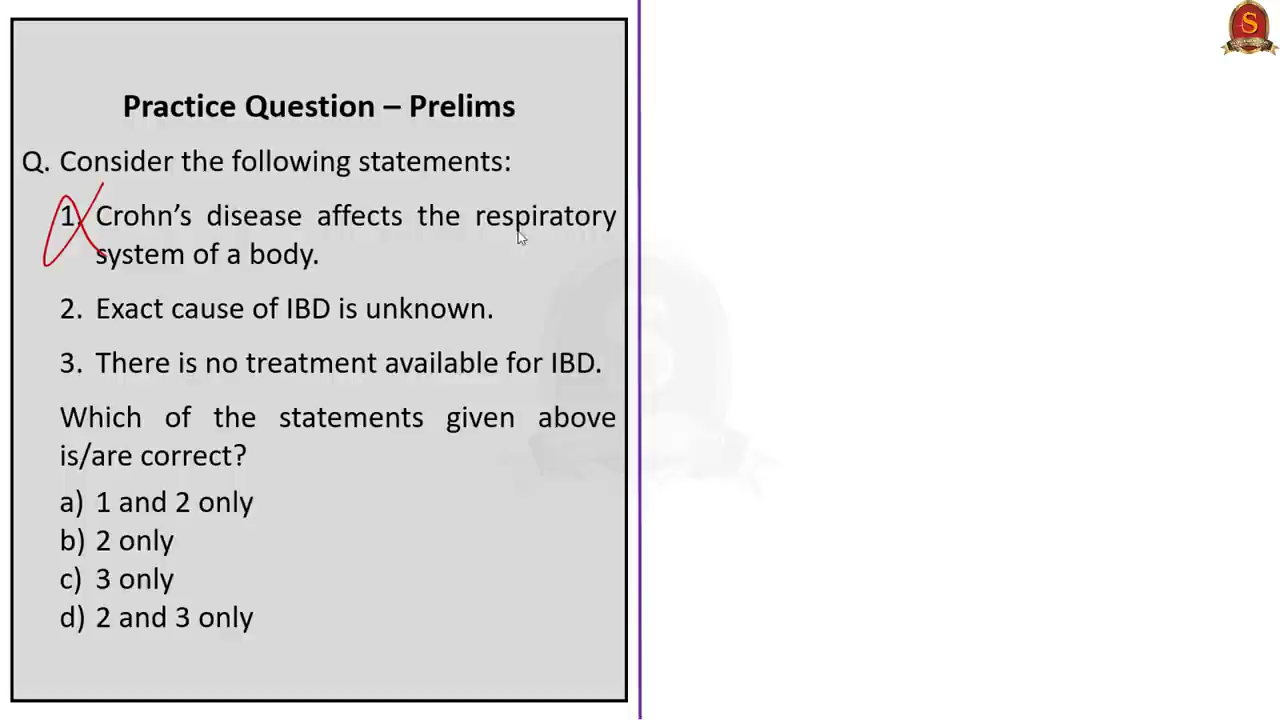 S
Practice Question – Prelims
Q. Consider the following statements:
1. Crohn’s disease affects the respiratory
system of a body.
2. Exact cause of IBD is unknown.
3. There is no treatment available for IBD.
Which of the statements given above
is/are correct?
a) 1 and 2 only
b) 2 only
c) 3 only
d) 2 and 3 only